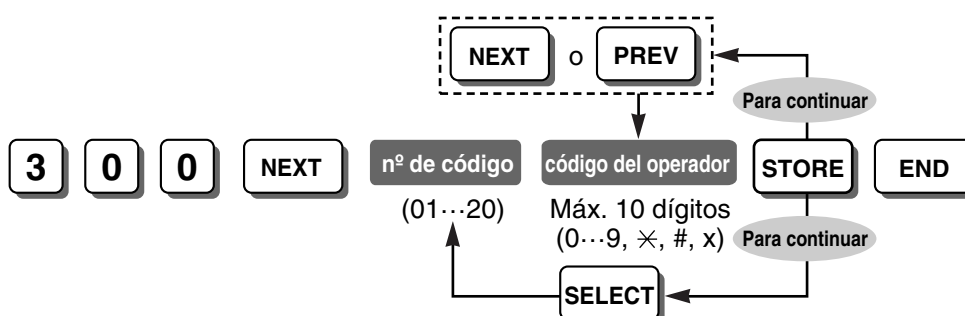 NEXT o PREV
Para continuar
3 0 0 NEXT nº de código código del operador STORE END
(01···20) Máx. 10 dígitos
(0···9, ✳, #, x) Para continuar
SELECT